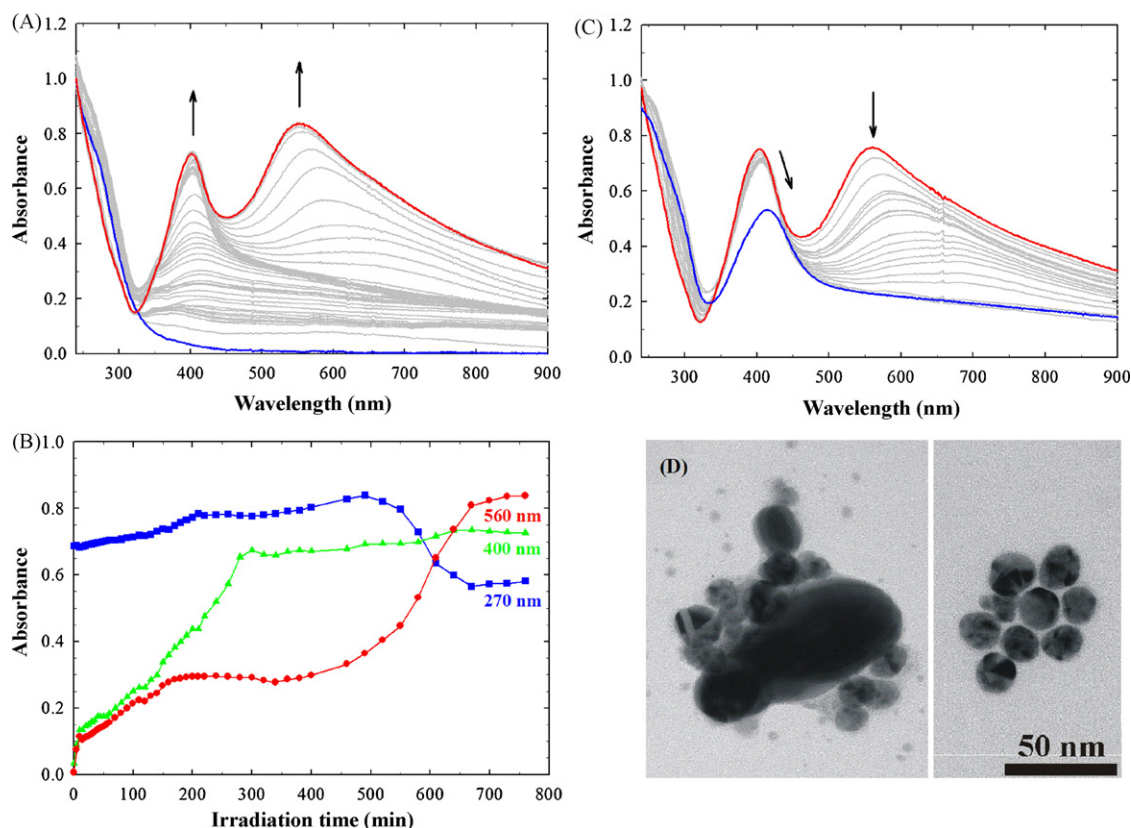 (A)
1.2
1.0
0.8
0.6
0.4
0.2
0.0
Absorbance
300 400 500 600 700 800 900
Wavelength (nm)
(C)
1.2
1.0
0.8
0.6
0.4
0.2
0.0
Absorbance
300 400 500 600 700 800 900
Wavelength (nm)
(B)
1.0
0.8
0.6
0.4
0.2
0.0
Absorbance
560 nm
400 nm
270 nm
0 100 200 300 400 500 600 700 800
Irradiation time (min)
(D)
50 nm